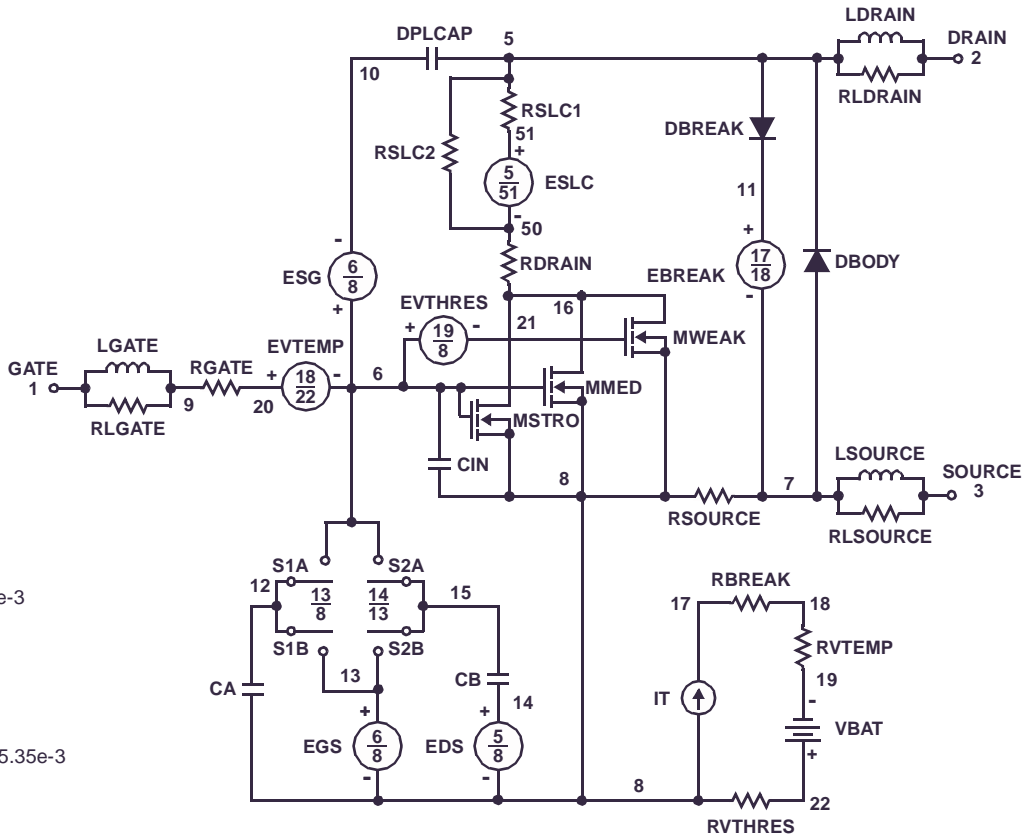 LDRAIN
DPLCAP
5
DRAIN
2
10
RLDRAIN
RSLC1
DBREAK
51
+
RSLC2
5
51
ESLC
11
-
50
-
+
17
18
EBREAK
-
DBODY
RDRAIN
6
8
ESG
+
EVTHRES
16
+
19
8
-
21
MWEAK
LGATE
EVTEMP
GATE
1
RGATE
+
18
22
-
6
MMED
9
20
RLGATE
MSTRO
LSOURCE
CIN
8
7
SOURCE
3
RSOURCE
RLSOURCE
S1A
S2A
12
13
8
14
13
15
RBREAK
e-3
17
18
S1B
S2B
RVTEMP
13
CB
19
CA
14
IT
-
VBAT
+
+
+
EGS
6
8
EDS
5
8
5.35e-3
-
-
8
22
RVTHRES